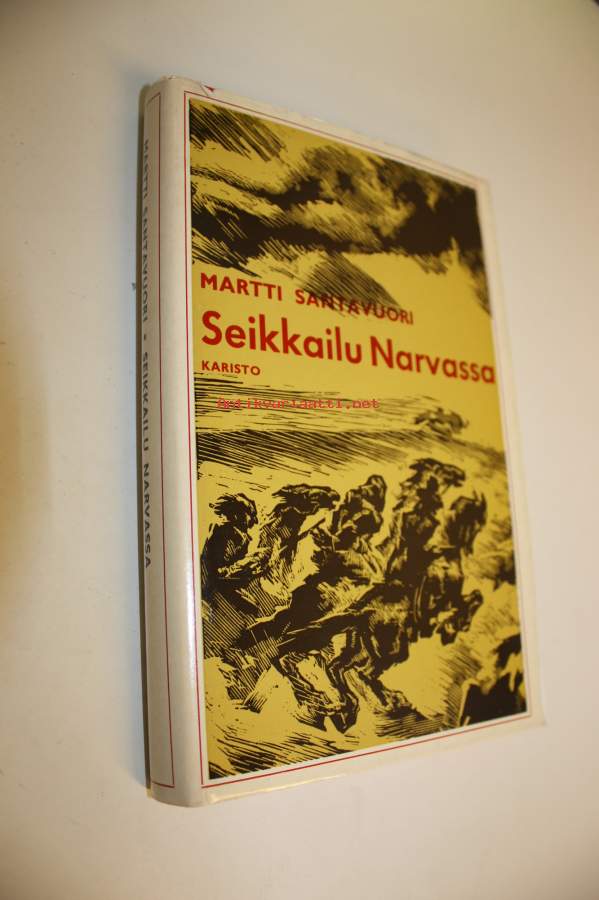 MARTTI SANTAVUORI
Seikkailu Narvassa
KARISTO
Antikvariaatti.net
MARTTI SANTAVUORI • SEIKKAILU NARVASSA